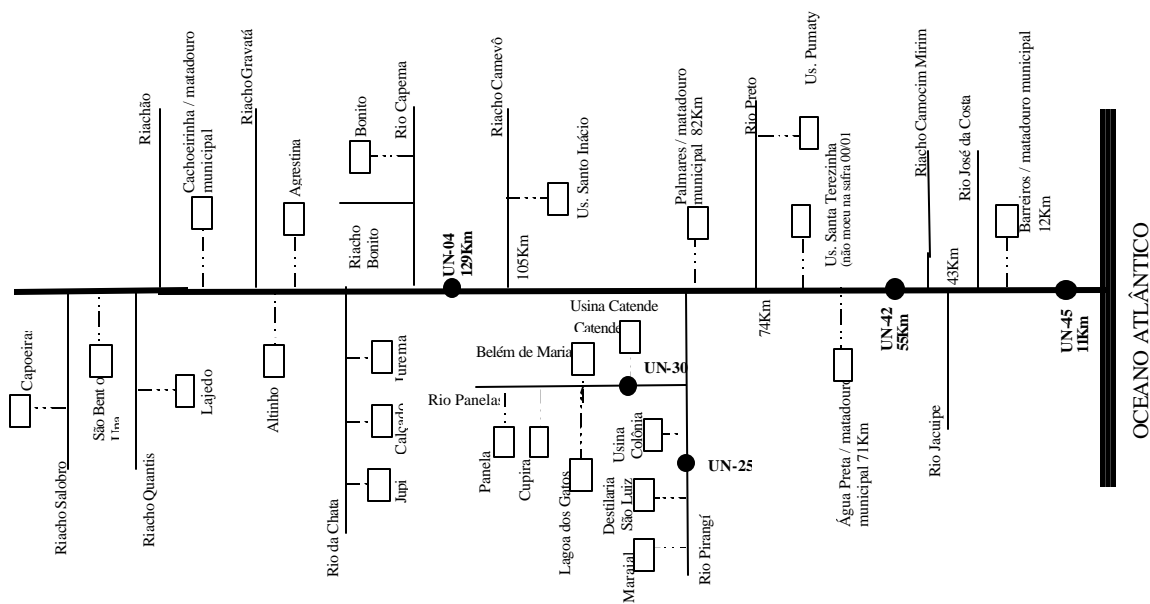 Riachão
Cachoeirinha / matadouro
municipal
Riacho Gravatá
Agrestina
Bonito
Rio Capema
Riacho
Bonito
UN-04
129Km
Riacho Camevô
Us. Santo Inácio
105Km
Palmares / matadouro
municipal 82Km
Rio Preto
Us. Pumaty
Us. Santa Terezinha
(não moeu na safra 00/01
74Km
Riacho Camocim Mirim
Rio José da Costa
43Km
Barreiros / matadouro municipal
12Km
UN-42
55Km
UN-45
11Km
OCEANO ATLÂNTICO
Capoeiras
Riacho Salobro
São Bento
Una
Riacho Quantis
Lajedo
Altinho
Rio da Chata
Jurema
Calçado
Jupi
Usina Catende
Catende
Belém de Maria
UN-30
Rio Panelas
Panela
Cupira
Lagoa dos Gatos
Usina
Colônia
UN-25
Destilaria
São Luiz
Maraial
Rio Pirangí
Água Preta / matadouro
municipal 71Km
Rio Jacuipe